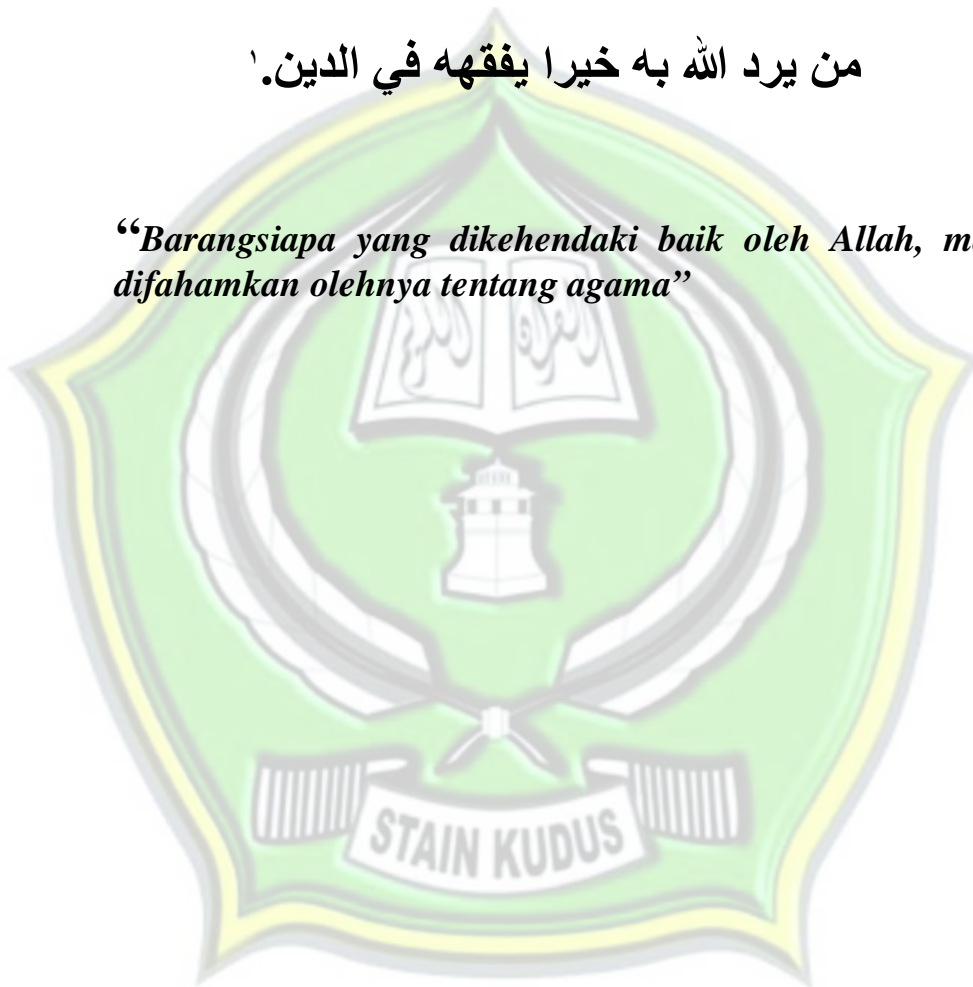 من يرد الله به خيرا يفقهه في الدين.١
“Barangsiapa yang dikehendaki baik oleh Allah,
difahamkan olehnya tentang agama”
STAIN KUDUS